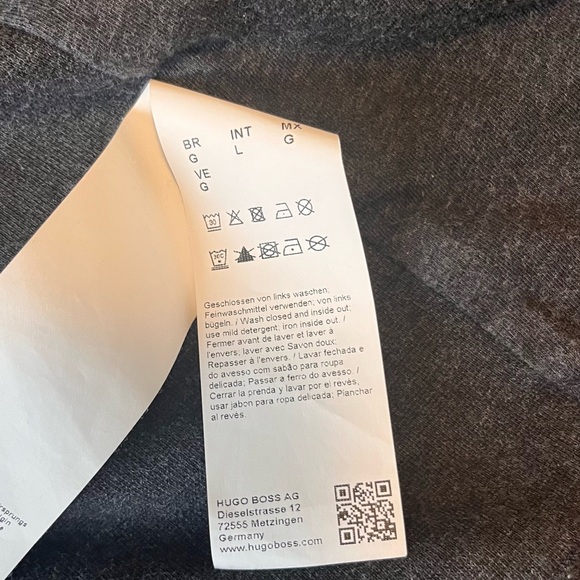 BR INT MX
G L G
VE
G
30
30C
Geschlossen von links waschen;
Feinwaschmittel verwenden; von links
bügeln. / Wash closed and inside out;
use mild detergent, iron inside out. /
Fermer avant de laver et laver à
l'envers; laver avec Savon doux;
Repasser à l'envers. / Lavar fechada e
do avesso com sabão para roupa
delicada; Passar a ferro do avesso. /
Cerrar la prenda y lavar por el revés,
usar jabon para ropa delicada; Planchar
al revés.
HUGO BOSS AG
Dieselstrasse 12
72555 Metzingen
Germany
www.hugoboss.com